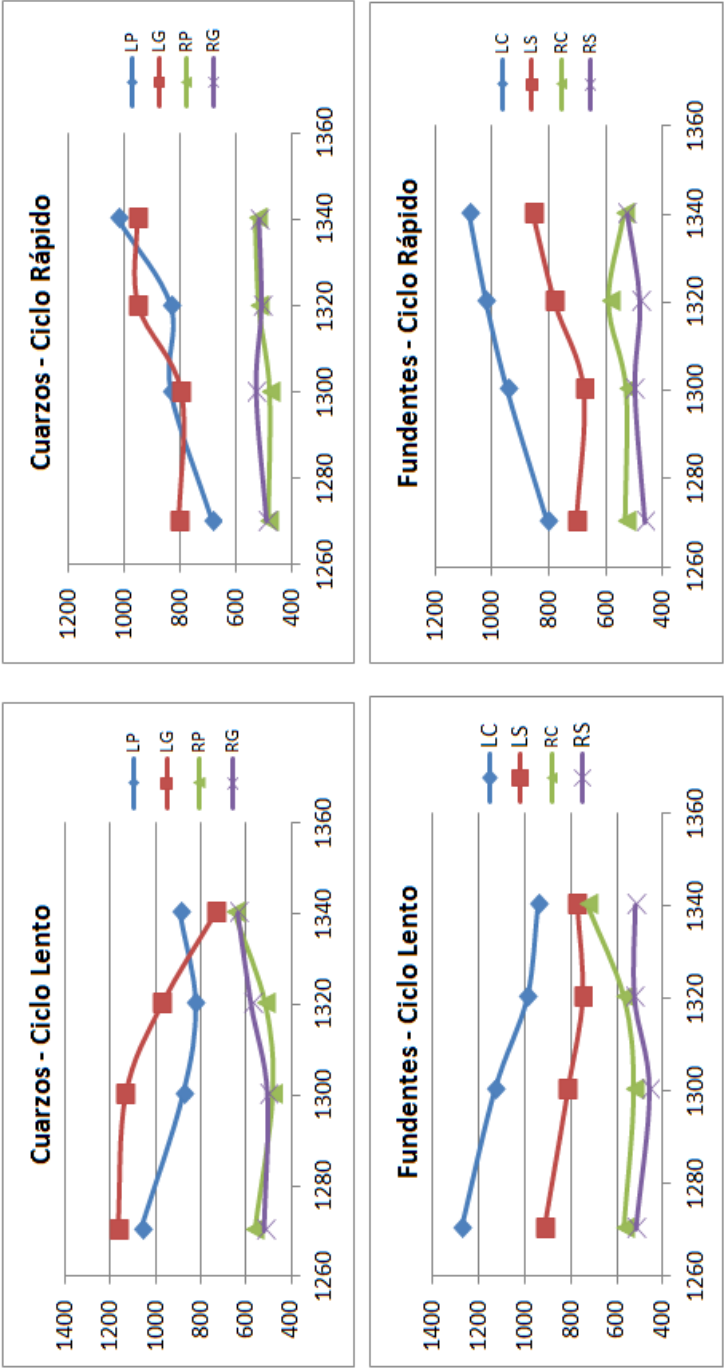 Cuarzos - Ciclo Lento
1400
1200
1000
800
600
400
1260
1280
1300
1320
1340
1360
LP
LG
RP
RG
Cuarzos - Ciclo Rápido
1200
1000
800
600
400
1260
1280
1300
1320
1340
1360
LP
LG
RP
RG
Fundentes - Ciclo Lento
1400
1200
1000
800
600
400
1260
1280
1300
1320
1340
1360
LC
LS
RC
RS
Fundentes - Ciclo Rápido
1200
1000
800
600
400
1260
1280
1300
1320
1340
1360
LC
LS
RC
RS